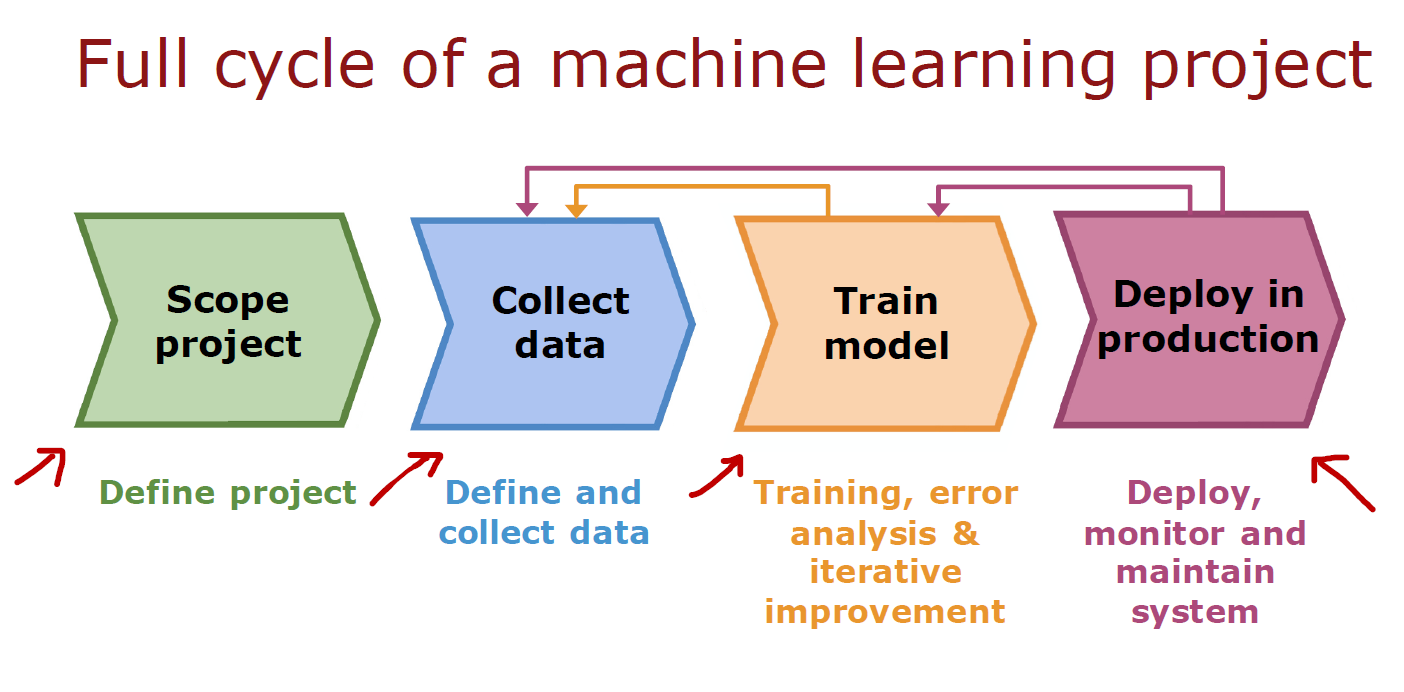 Full cycle of a machine learning project
Scope
project
Collect
data
Train
model
Deploy in
production
Define project
Define and
collect data
Training, error
analysis &
iterative
improvement
Deploy,
monitor and
maintain
system